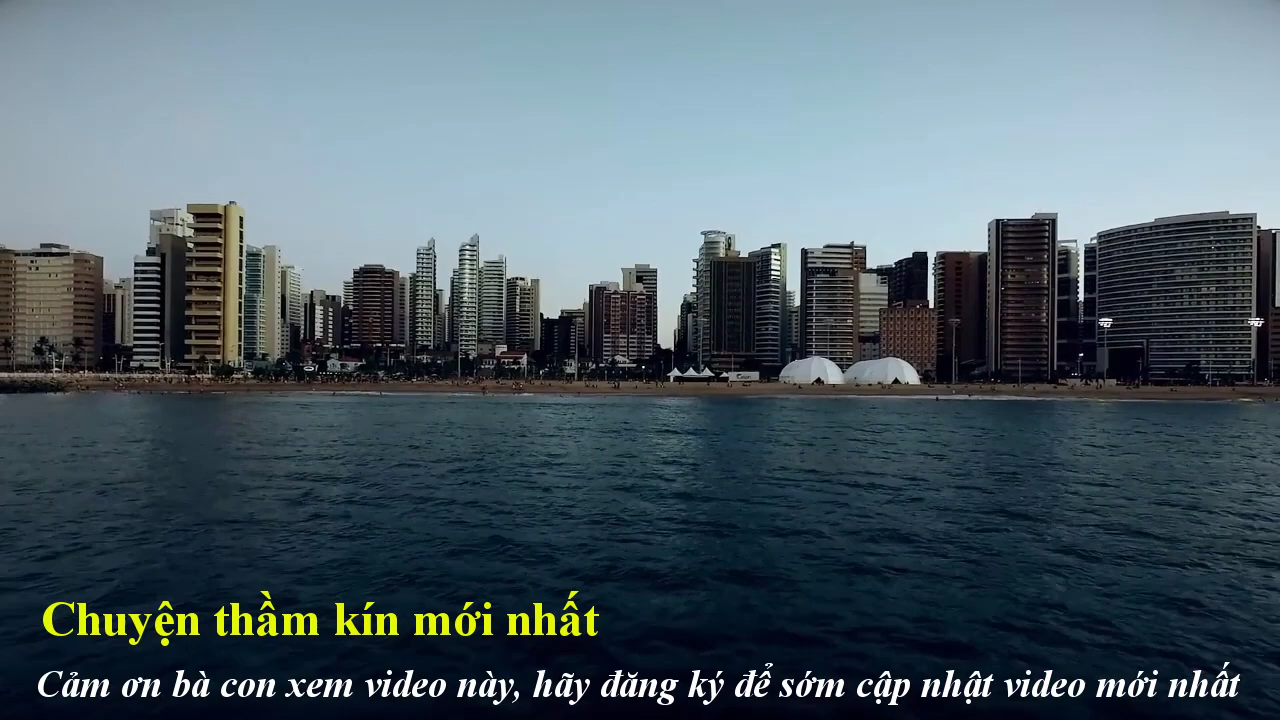 Chuyện thầm kín mới nhất
Cảm ơn bà con xem video này, hãy đăng ký để sớm cập nhật video mới nhất